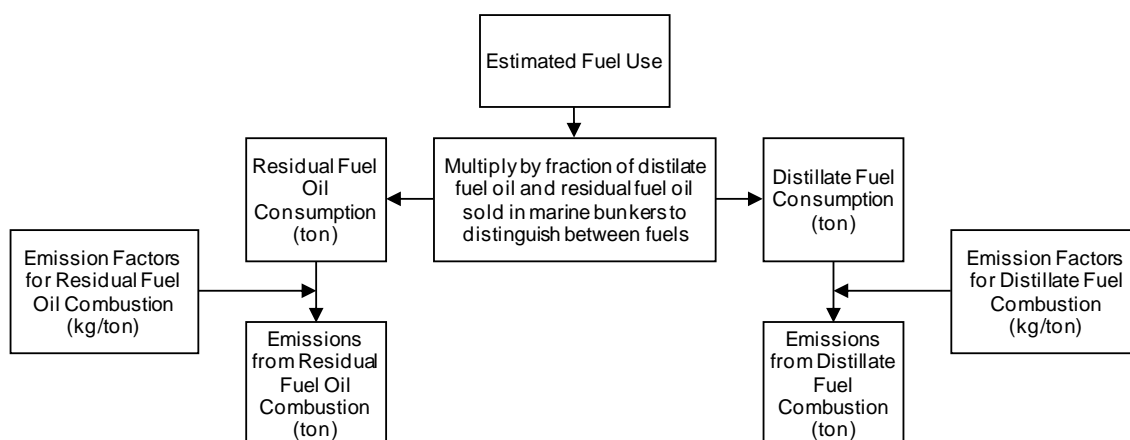 Estimated Fuel Use
Residual Fuel
Oil
Consumption
(ton)
Multiply by fraction of distilate
fuel oil and residual fuel oil
sold in marine bunkers to
distinguish between fuels
Distillate Fuel
Consumption
(ton)
Emission Factors
for Residual Fuel
Oil Combustion
(kg/ton)
Emission Factors
for Distillate Fuel
Combustion
(kg/ton)
Emissions
from Residual
Fuel Oil
Combustion
(ton)
Emissions
from Distillate
Fuel
Combustion
(ton)